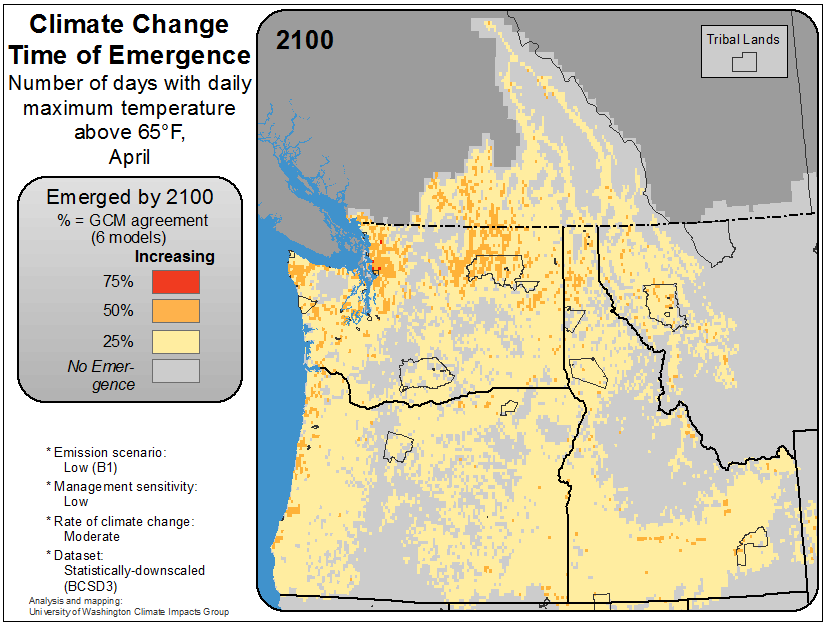 Climate Change
Time of Emergence
Number of days with daily
maximum temperature
above 65°F,
April
Emerged by 2100
% = GCM agreement
(6 models)
Increasing
75%
50%
25%
No Emer-
gence
* Emission scenario:
Low (B1)
* Management sensitivity:
Low
* Rate of climate change:
Moderate
* Dataset:
Statistically-downscaled
(BCSD3)
Analysis and mapping:
University of Washington Climate Impacts Group
2100
Tribal Lands